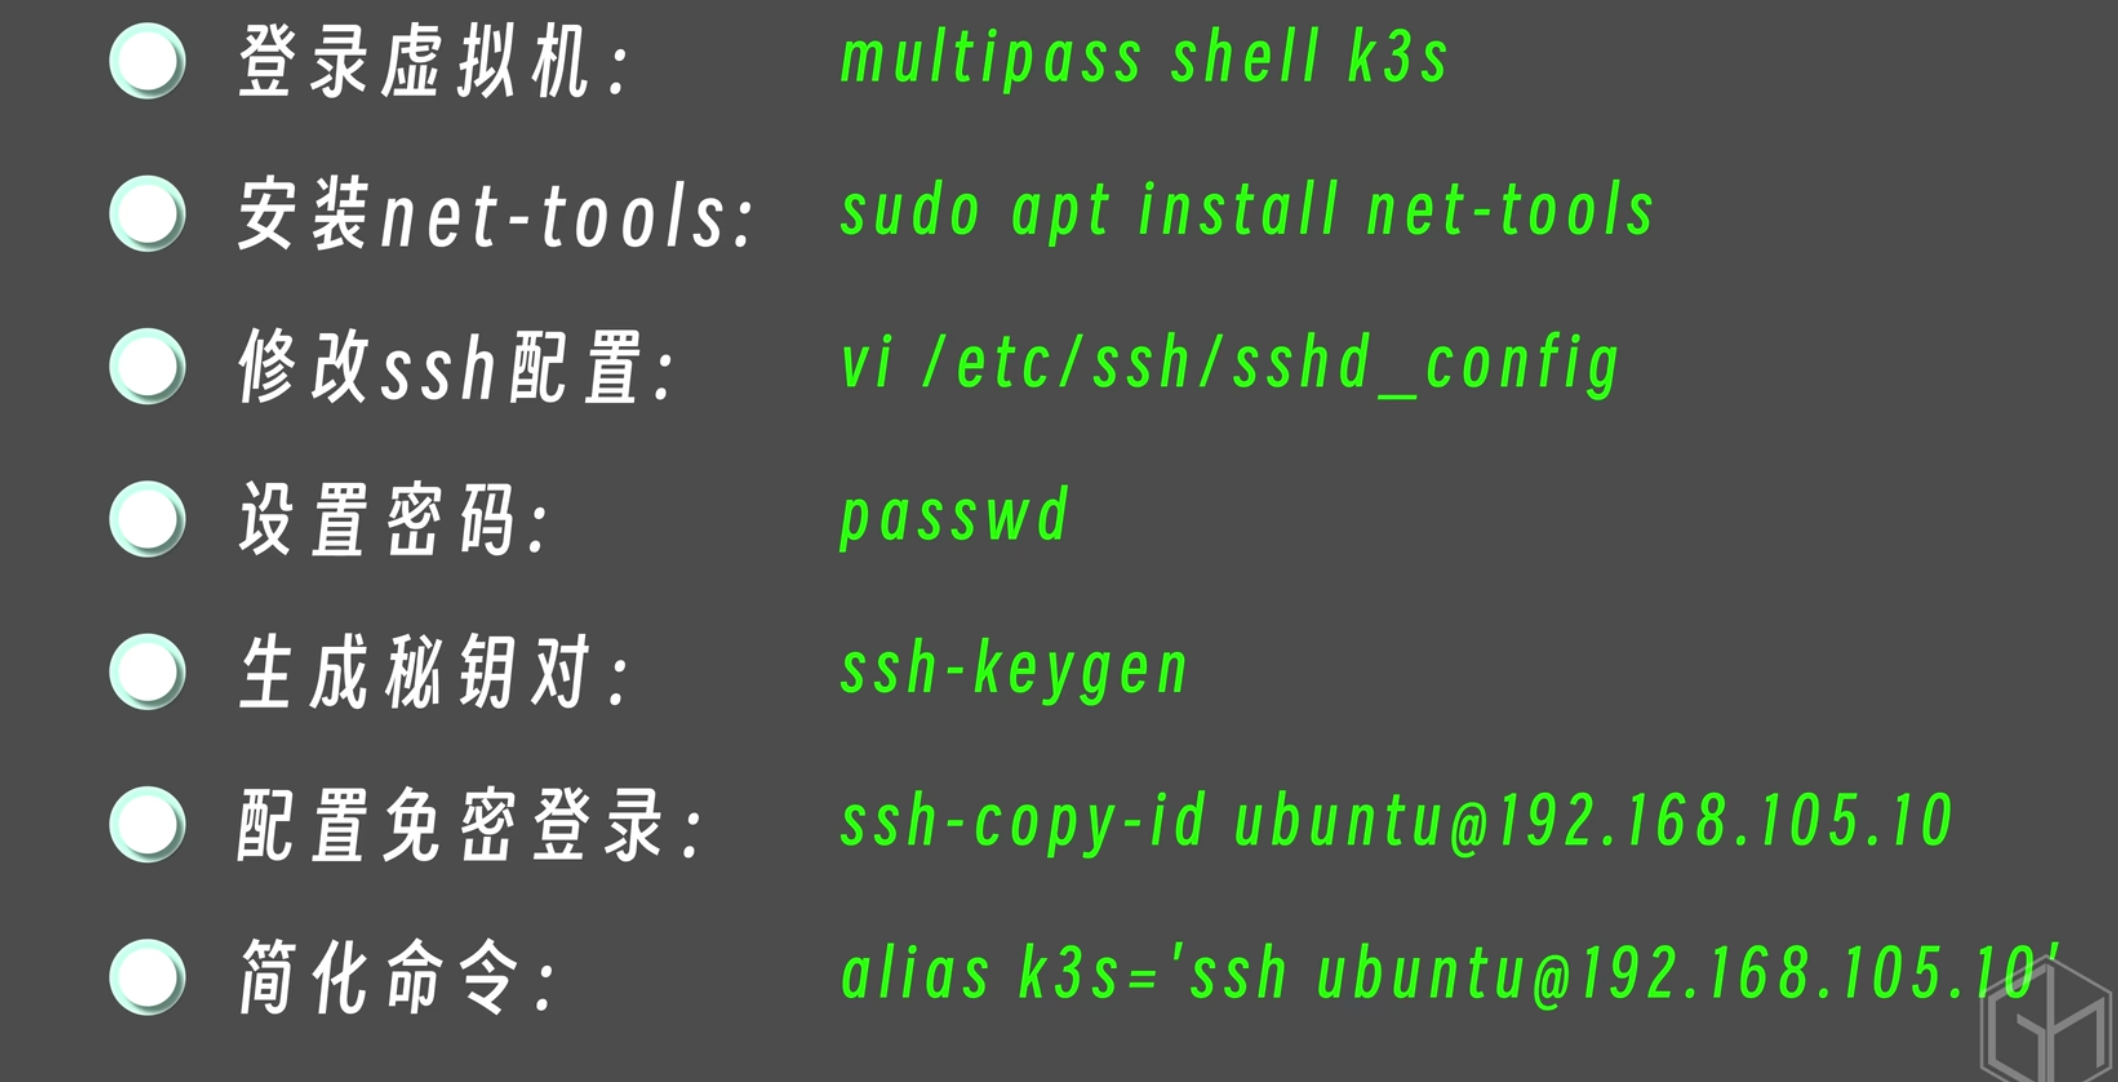 登录虚拟机: multipass shell k3s
安装net-tools: sudo apt install net-tools
修改ssh配置: vi /etc/ssh/sshd_config
设置密码: passwd
生成秘钥对: ssh-keygen
配置免密登录: ssh-copy-id ubuntu@192.168.105.10
简化命令: alias k3s='ssh ubuntu@192.168.105.10'